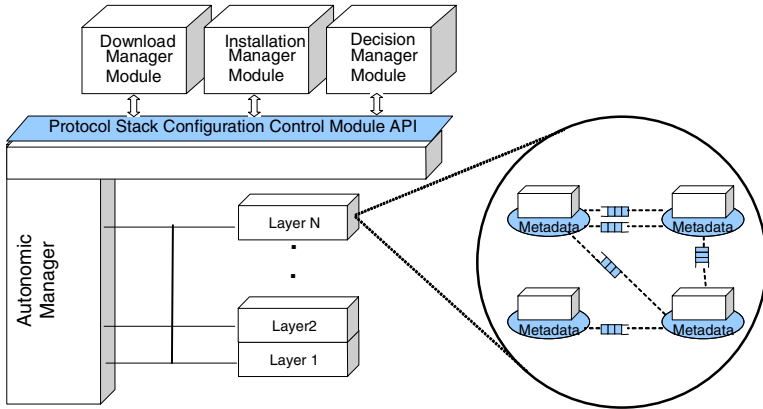 Download
Manager
Module
Installation
Manager
Module
Decision
Manager
Module
Protocol Stack Configuration Control Module API
Autonomic
Manager
Layer N
Layer2
Layer 1
Metadata
Metadata
Metadata
Metadata